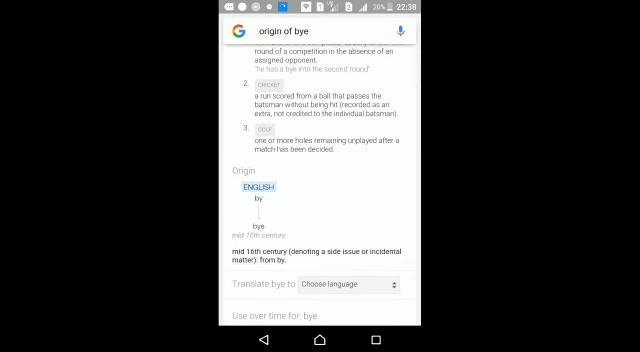 20% 22:38
origin of bye
round of a competition in the absence of an
assigned opponent.
"he has a bye into the second round"
2. CRICKET
a run scored from a ball that passes the
batsman without being hit (recorded as an
extra, not credited to the individual batsman).
3. GOLF
one or more holes remaining unplayed after a
match has been decided.
Origin
ENGLISH
by
bye
mid 16th century
mid 16th century (denoting a side issue or incidental
matter): from by.
Translate bye to Choose language
Use over time for: bye